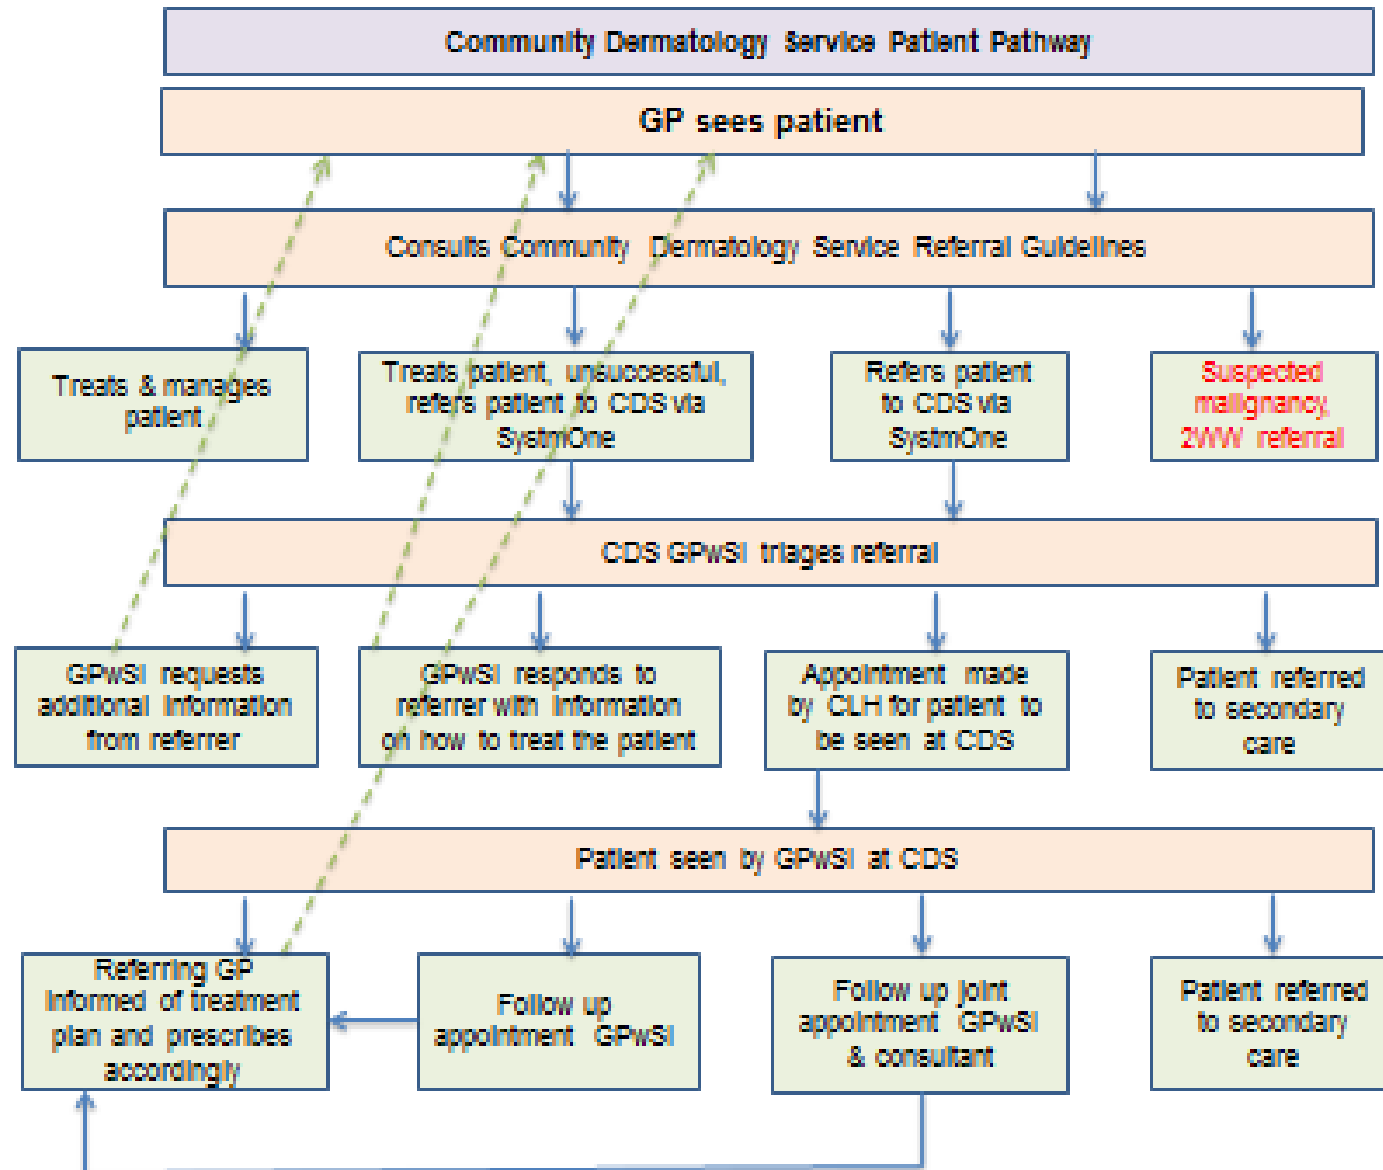 Community Dermatology Service Patient Pathway
GP sees patient
Consults Community Dermatology Service Referral Guidelines
Treats & manages
patient
Treats patient, unsuccessful,
refers patient to CDS via
SystmOne
Refers patient
to CDS via
SystmOne
Suspected
malignancy,
2WW referral
CDS GPwSI triages referral
GPwSI requests
additional information
from referrer
GPwSI responds to
referrer with information
on how to treat the patient
Appointment made
by CLH for patient to
be seen at CDS
Patient referred
to secondary
care
Patient seen by GPwSI at CDS
Referring GP
informed of treatment
plan and prescribes
accordingly
Follow up
appointment GPwSI
Follow up joint
appointment GPwSI
& consultant
Patient referred
to secondary
care